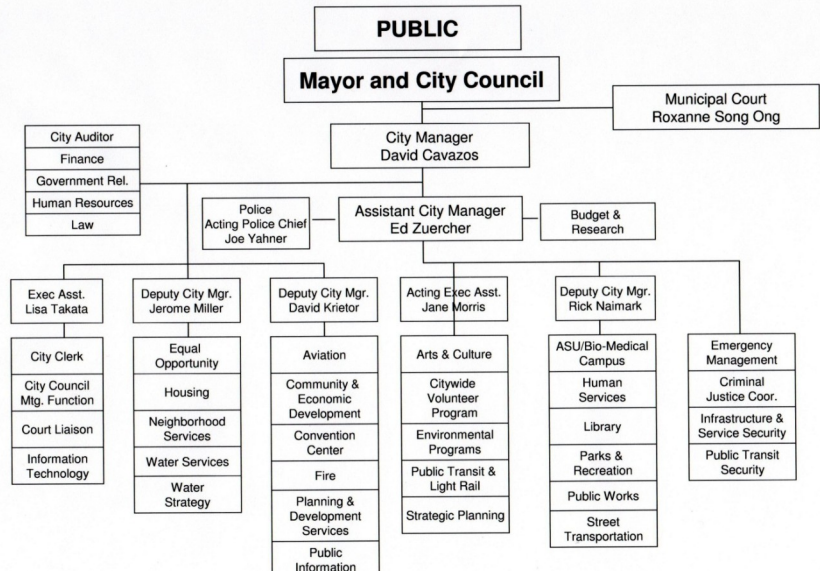 PUBLIC
Mayor and City Council
Municipal Court
Roxanne Song Ong
City Manager
David Cavazos
City Auditor
Finance
Government Rel.
Human Resources
Law
Police
Acting Police Chief
Joe Yahner
Assistant City Manager
Ed Zuercher
Budget &
Research
Exec Asst.
Lisa Takata
City Clerk
City Council
Mtg. Function
Court Liaison
Information
Technology
Deputy City Mgr.
Jerome Miller
Equal
Opportunity
Housing
Neighborhood
Services
Water Services
Water
Strategy
Deputy City Mgr.
David Krietor
Aviation
Community &
Economic
Development
Convention
Center
Fire
Planning &
Development
Services
Public
Information
Acting Exec Asst.
Jane Morris
Arts & Culture
Citywide
Volunteer
Program
Environmental
Programs
Public Transit &
Light Rail
Strategic Planning
Deputy City Mgr.
Rick Naimark
ASU/Bio-Medical
Campus
Human
Services
Library
Parks &
Recreation
Public Works
Street
Transportation
Emergency
Management
Criminal
Justice Coor.
Infrastructure &
Service Security
Public Transit
Security